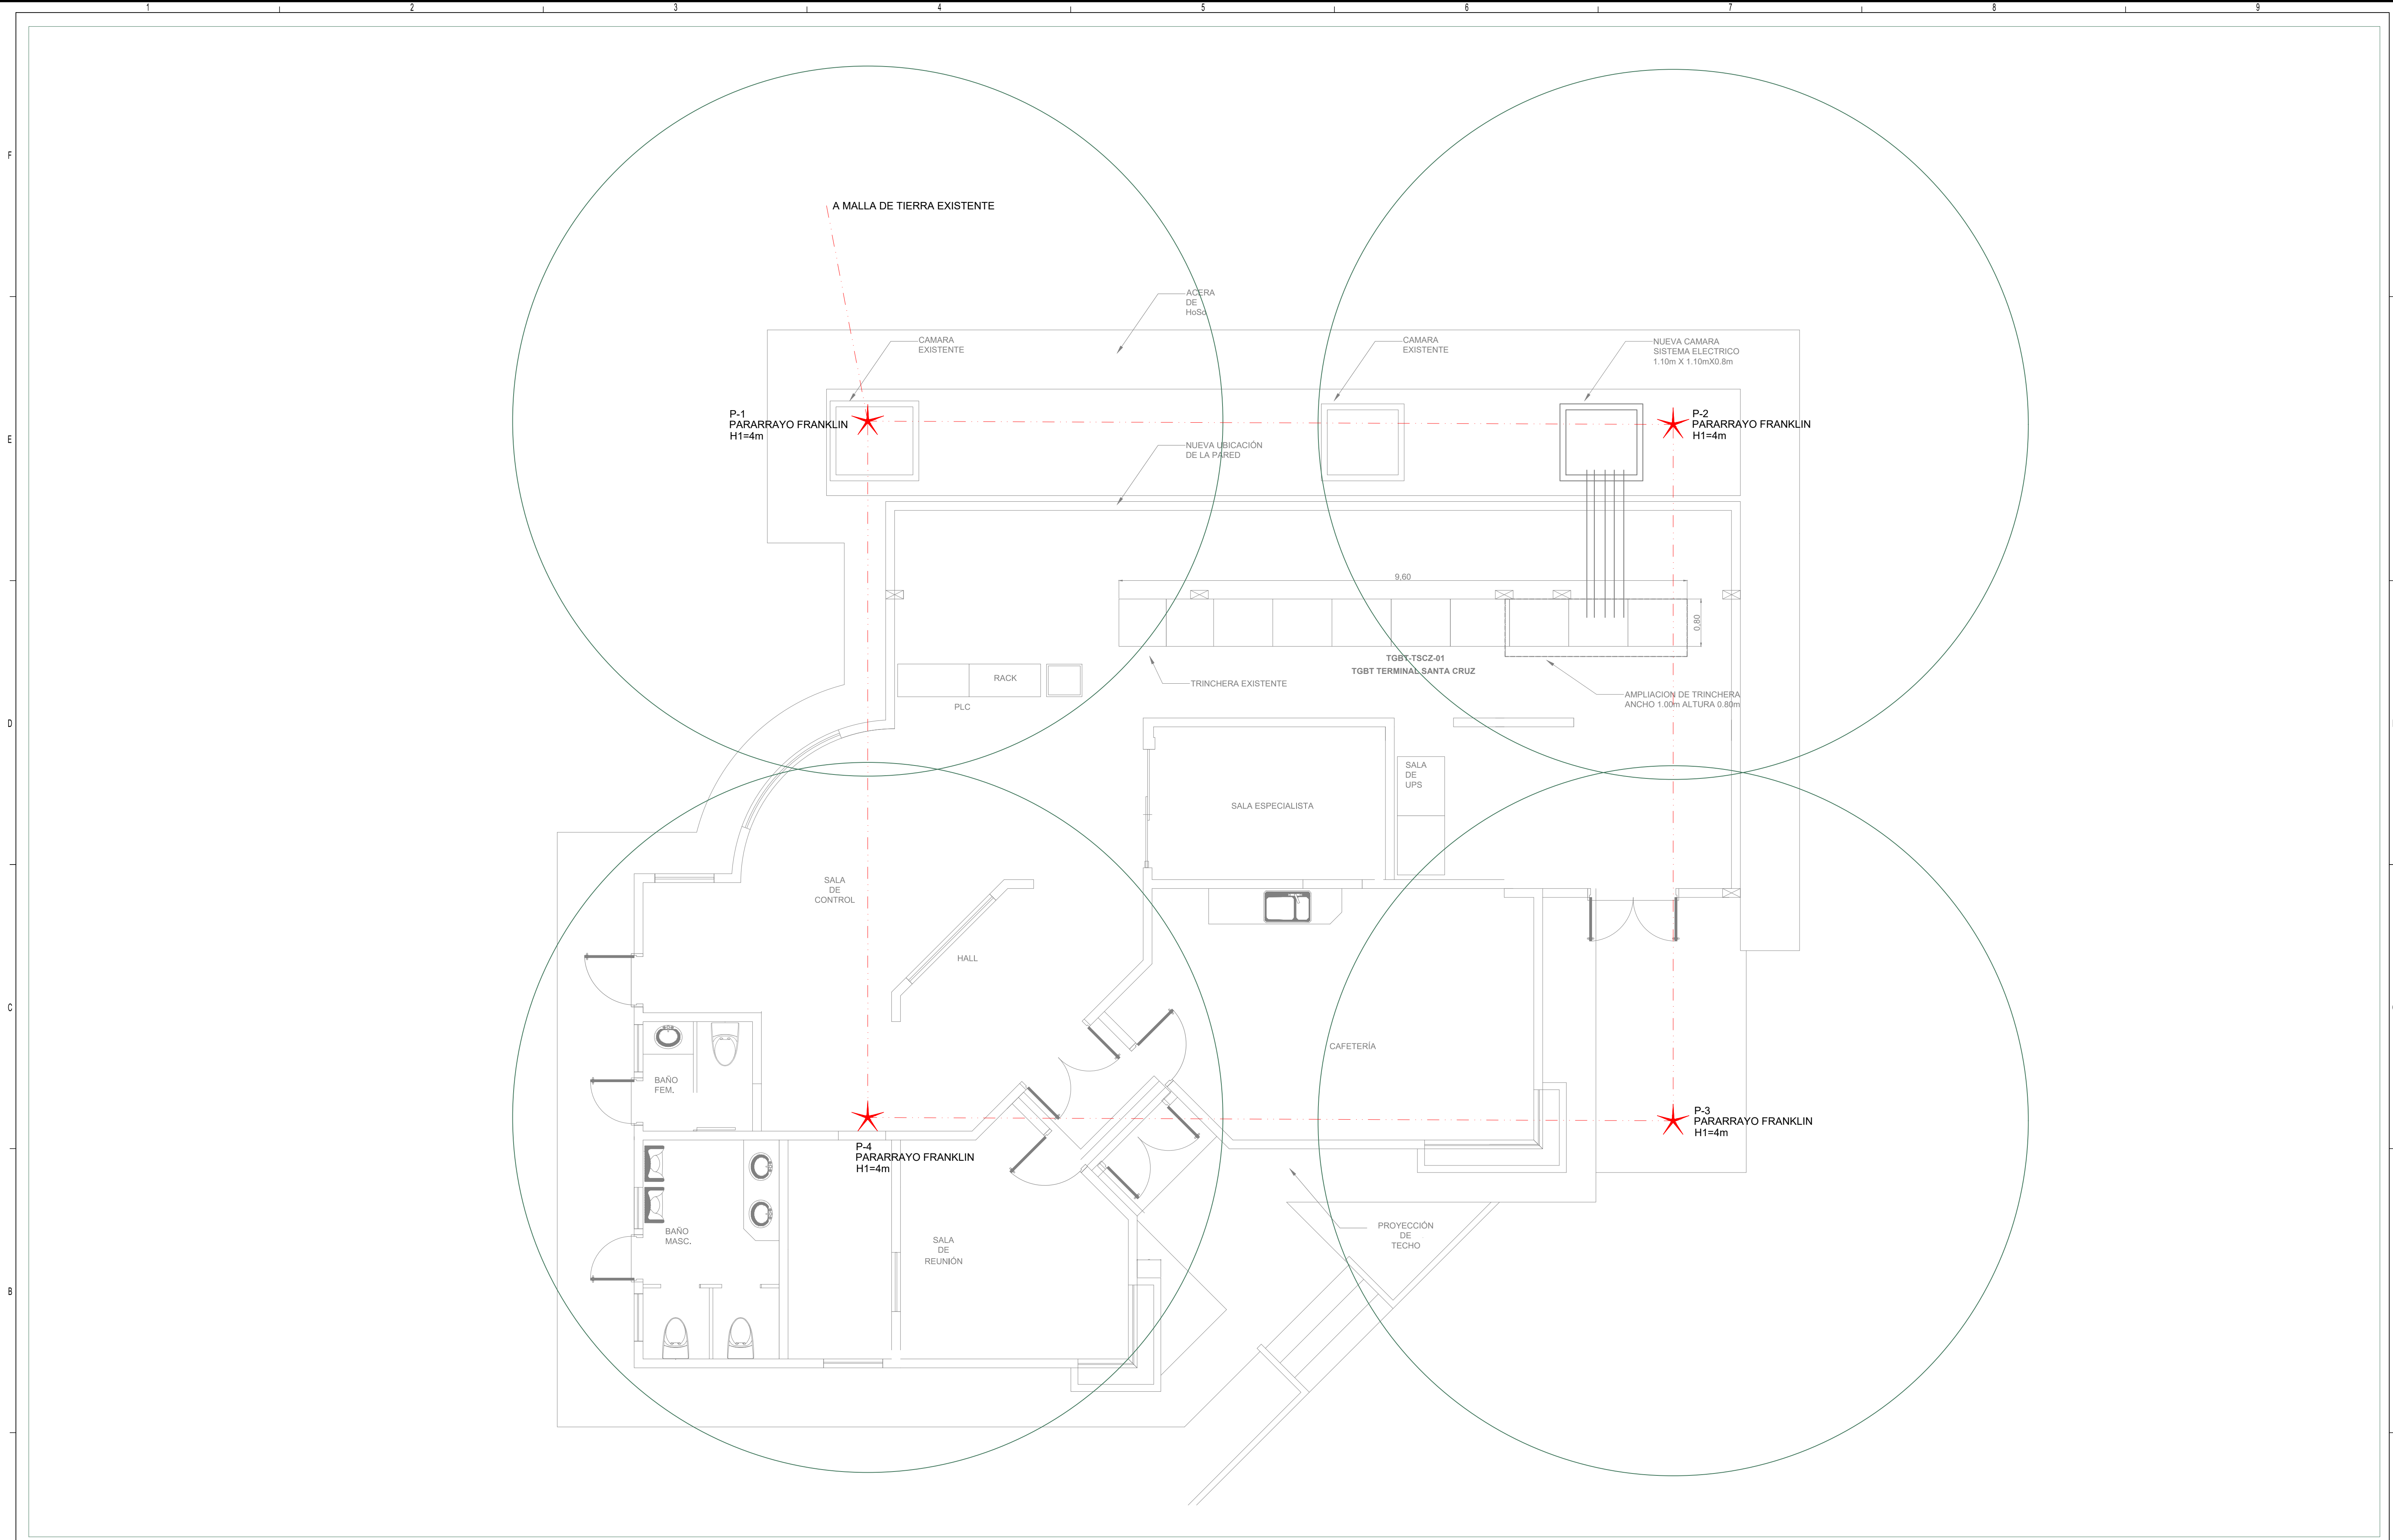 1 2 3 4 5 6 7 8 9
F
A MALLA DE TIERRA EXISTENTE
ACERA
DE
HoSo
CAMARA
EXISTENTE
CAMARA
EXISTENTE
NUEVA CAMARA
SISTEMA ELECTRICO
1.10m X 1.10mX0.8m
P-1
PARARRAYO FRANKLIN
H1=4m
P-2
PARARRAYO FRANKLIN
H1=4m
E
NUEVA UBICACIÓN
DE LA PARED
9,60
0,80
TGBT-TSCZ-01
TGBT TERMINAL SANTA CRUZ
RACK
PLC
TRINCHERA EXISTENTE
AMPLIACION DE TRINCHERA
ANCHO 1.00m ALTURA 0.80m
D
SALA
DE
UPS
SALA ESPECIALISTA
SALA
DE
CONTROL
HALL
C
CAFETERÍA
BAÑO
FEM.
P-3
PARARRAYO FRANKLIN
H1=4m
P-4
PARARRAYO FRANKLIN
H1=4m
BAÑO
MASC.
SALA
DE
REUNIÓN
PROYECCIÓN
DE
TECHO
B